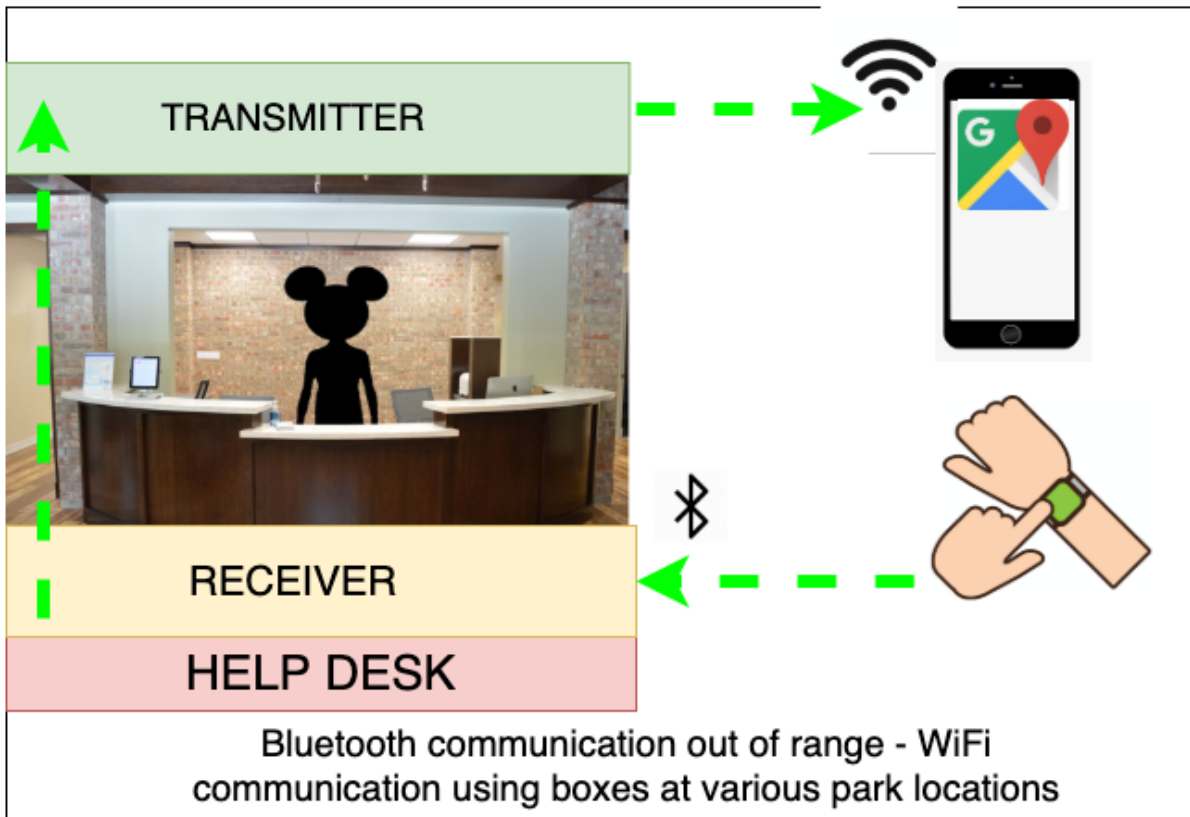 TRANSMITTER
G
RECEIVER
HELP DESK
Bluetooth communication out of range - WiFi
communication using boxes at various park locations